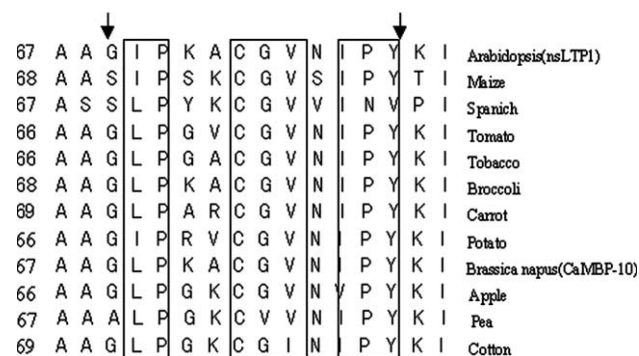 67 A A G I P K A C G V N I P Y K I Arabidopsis(nsLTP1)
68 A A S I P S K C G V S I P Y T I Maize
67 A S S L P Y K C G V V I N V P I Spanich
66 A A G L P G V C G V N I P Y K I Tomato
66 A A G L P G A C G V N I P Y K I Tobacco
68 A A G L P K A C G V N I P Y K I Broccoli
69 A A G L P A R C G V N I P Y K I Carrot
66 A A G I P R V C G V N I P Y K I Potato
67 A A G L P K A C G V N I P Y K I Brassica napus(CaMBP-10)
66 A A G L P G K C G V N V P Y K I Apple
67 A A A L P G K C V V N I P Y K I Pea
69 A A G L P G K C G I N I P Y K I Cotton